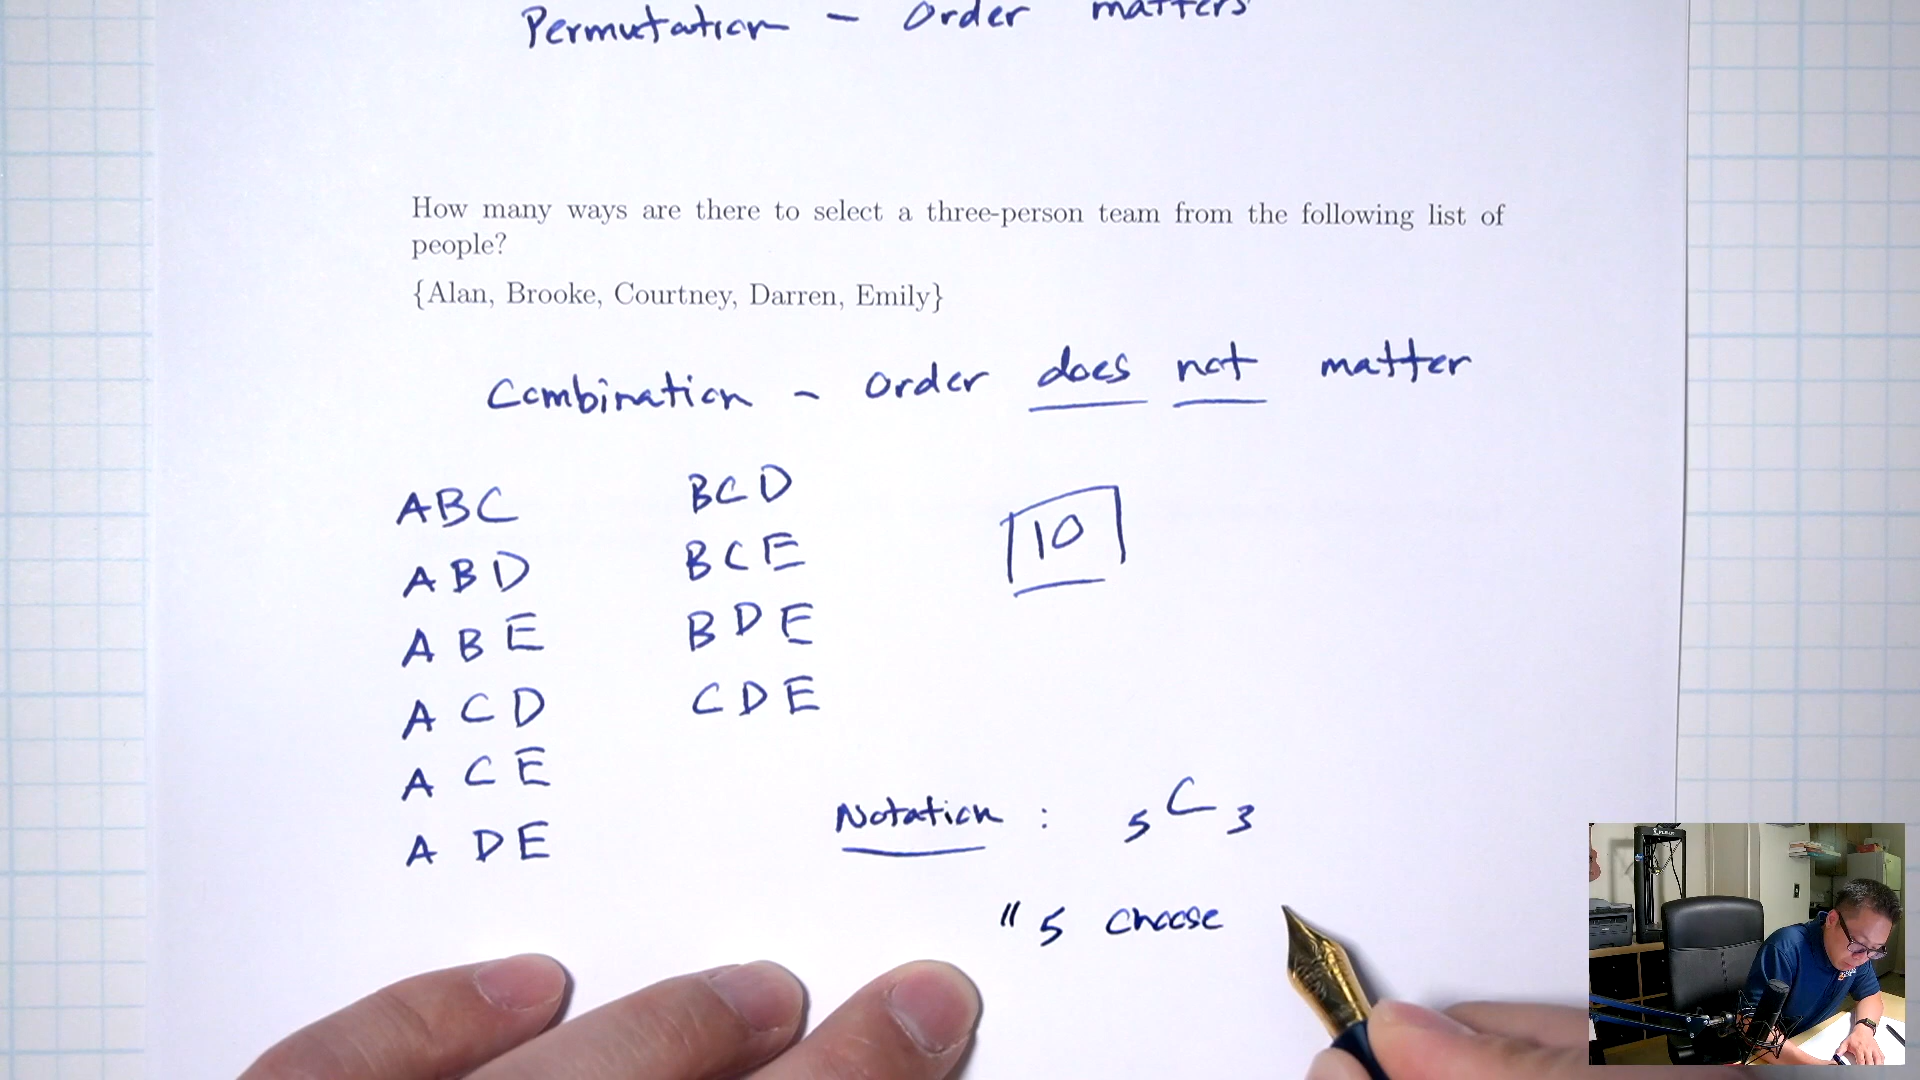 Permutation - Order matters
How many ways are there to select a three-person team from the following list of
people?
{Alan, Brooke, Courtney, Darren, Emily}
Combination - order does not matter
ABC
ABD
ABE
ACD
ACE
ADE
BCD
BCE
BDE
CDE
10
Notation : 5C3
" 5 choose